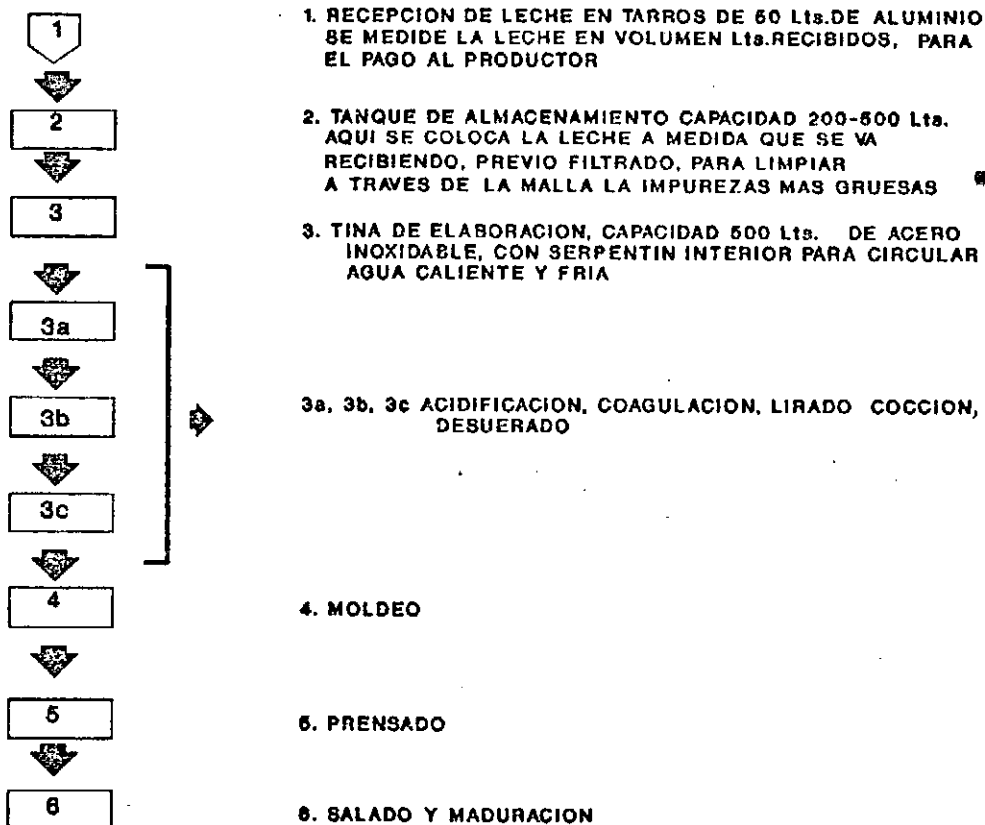 1
1. RECEPCION DE LECHE EN TARROS DE 50 Lts.DE ALUMINIO
SE MEDIDE LA LECHE EN VOLUMEN Lts.RECIBIDOS, PARA
EL PAGO AL PRODUCTOR
2
2. TANQUE DE ALMACENAMIENTO CAPACIDAD 200-500 Lts.
AQUI SE COLOCA LA LECHE A MEDIDA QUE SE VA
RECIBIENDO, PREVIO FILTRADO, PARA LIMPIAR
A TRAVES DE LA MALLA LA IMPUREZAS MAS GRUESAS
3
3. TINA DE ELABORACION, CAPACIDAD 500 Lts. DE ACERO
INOXIDABLE, CON SERPENTIN INTERIOR PARA CIRCULAR
AGUA CALIENTE Y FRIA
3a
3b
3a, 3b, 3c ACIDIFICACION, COAGULACION, LIRADO COCCION,
DESUERADO
3c
4
4. MOLDEO
5
5. PRENSADO
6
6. SALADO Y MADURACION